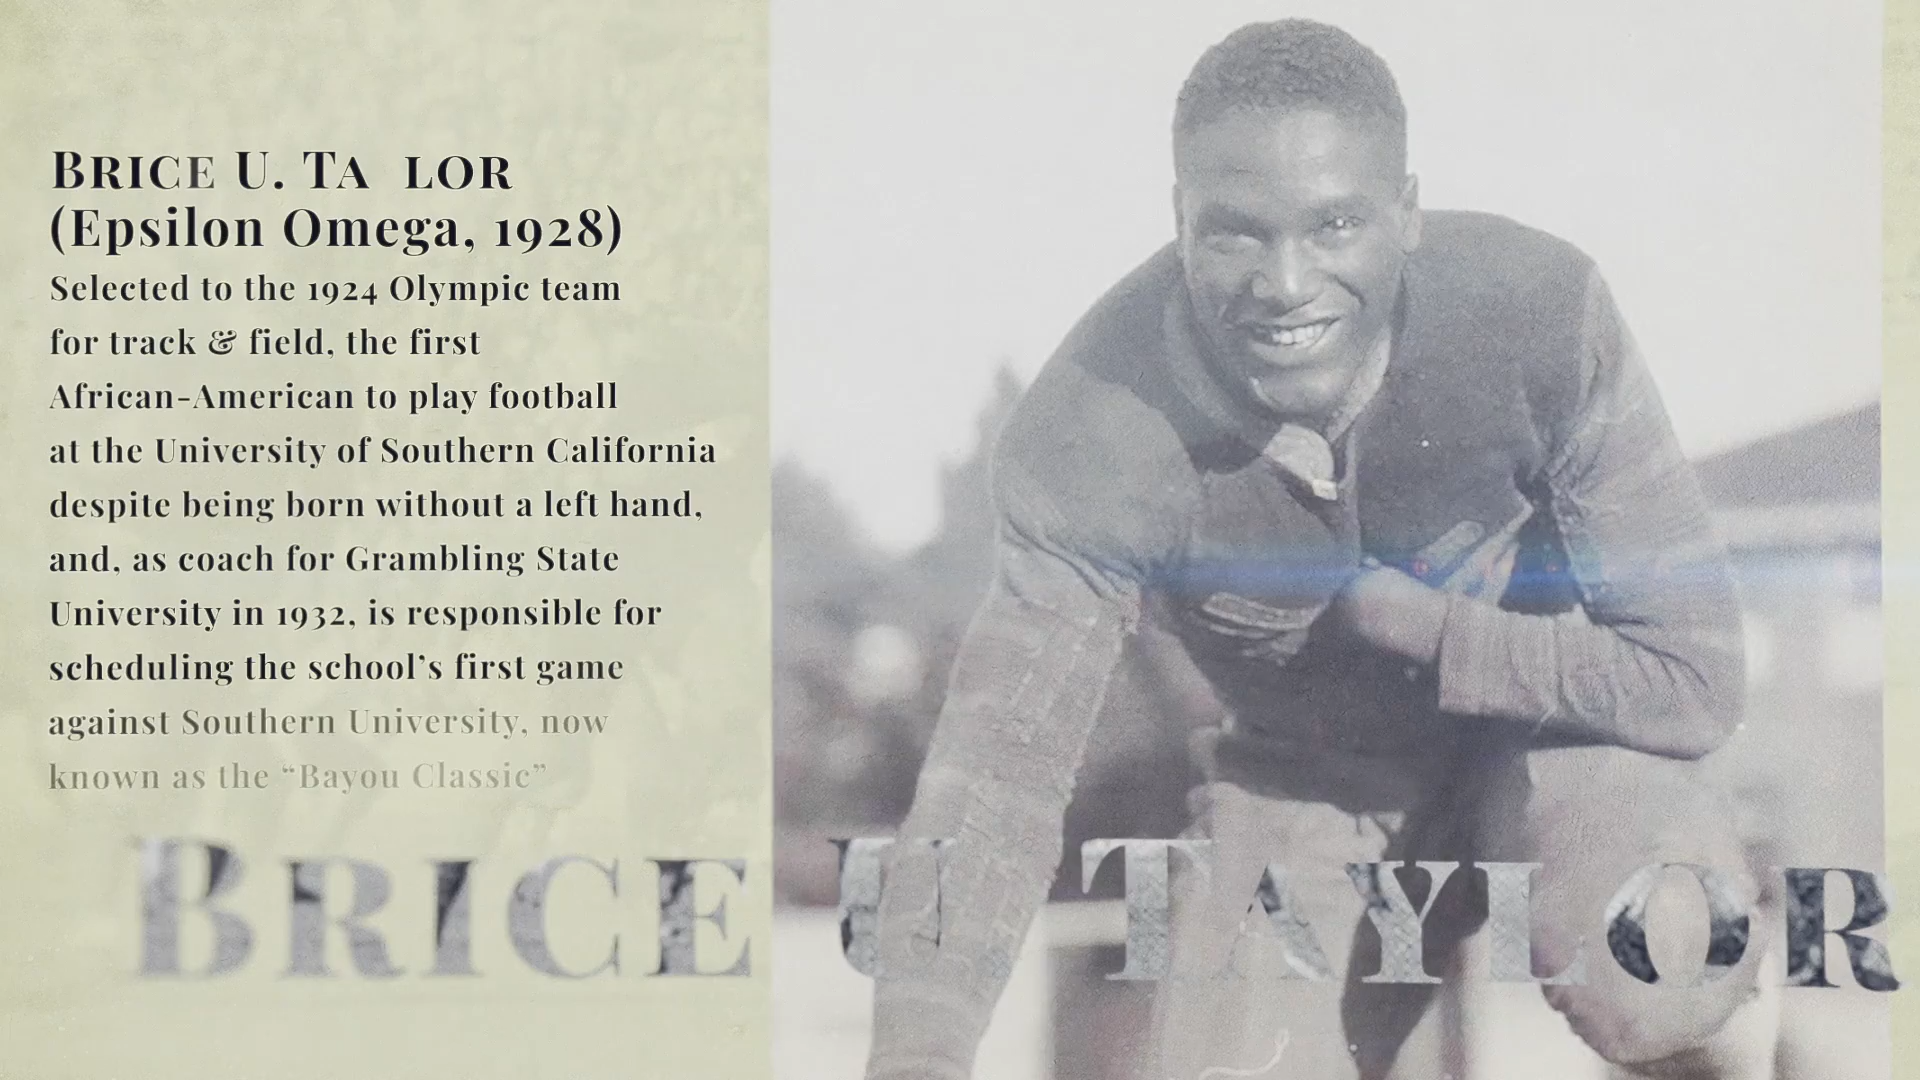 BRICE U. TA LOR
(Epsilon Omega, 1928)
Selected to the 1924 Olympic team
for track & field, the first
African-American to play football
at the University of Southern California
despite being born without a left hand,
and, as coach for Grambling State
University in 1932, is responsible for
scheduling the school’s first game
against Southern University, now
known as the “Bayou Classic”
BRICE U TAYLOR